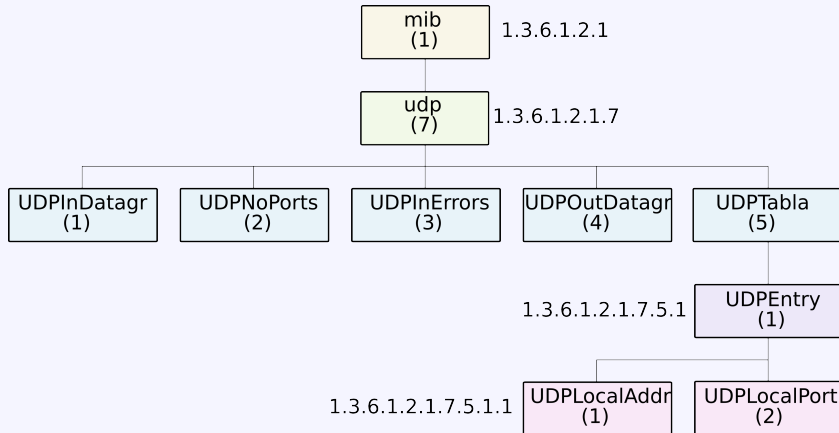 mib
(1)
1.3.6.1.2.1
udp
(7)
1.3.6.1.2.1.7
UDPInDatagr
(1)
UDPNoPorts
(2)
UDPInErrors
(3)
UDPOutDatagr
(4)
UDPTabla
(5)
1.3.6.1.2.1.7.5.1
UDPEntry
(1)
1.3.6.1.2.1.7.5.1.1
UDPLocalAddr
(1)
UDPLocalPort
(2)